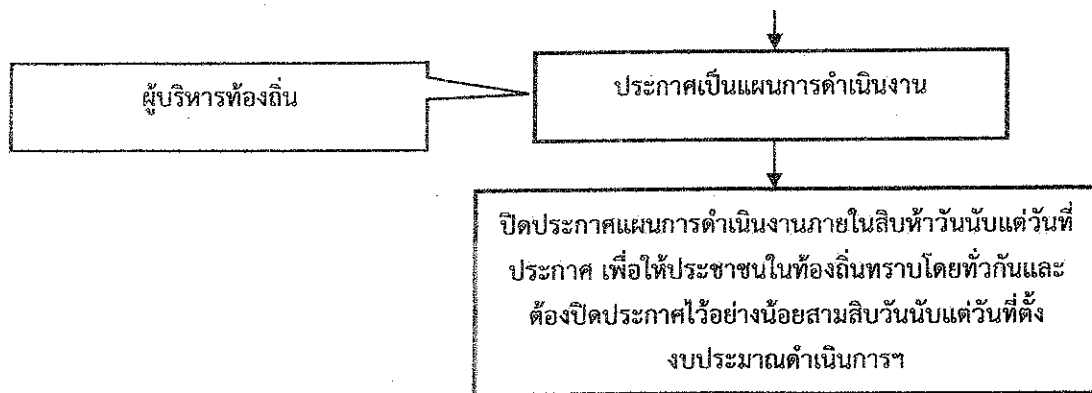 ผู้บริหารท้องถิ่น
ประกาศเป็นแผนการดำเนินงาน
ปิดประกาศแผนการดำเนินงานภายในสิบห้าวันนับแต่วันที่
ประกาศ เพื่อให้ประชาชนในท้องถิ่นทราบโดยทั่วกันและ
ต้องปิดประกาศไว้อย่างน้อยสามสิบวันนับแต่วันที่ตั้ง
งบประมาณดำเนินการฯ